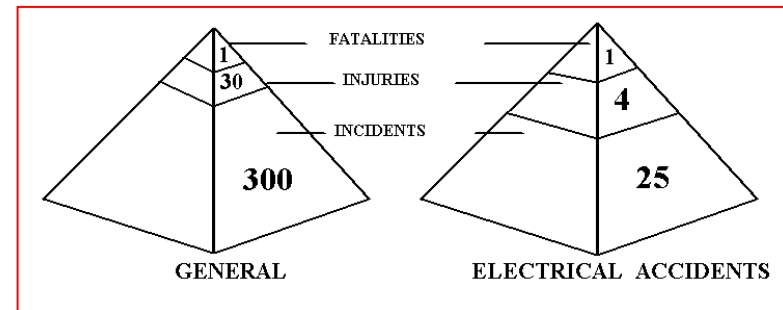 FATALITIES
1
1
30
INJURIES
4
INCIDENTS
300
25
GENERAL
ELECTRICAL ACCIDENTS